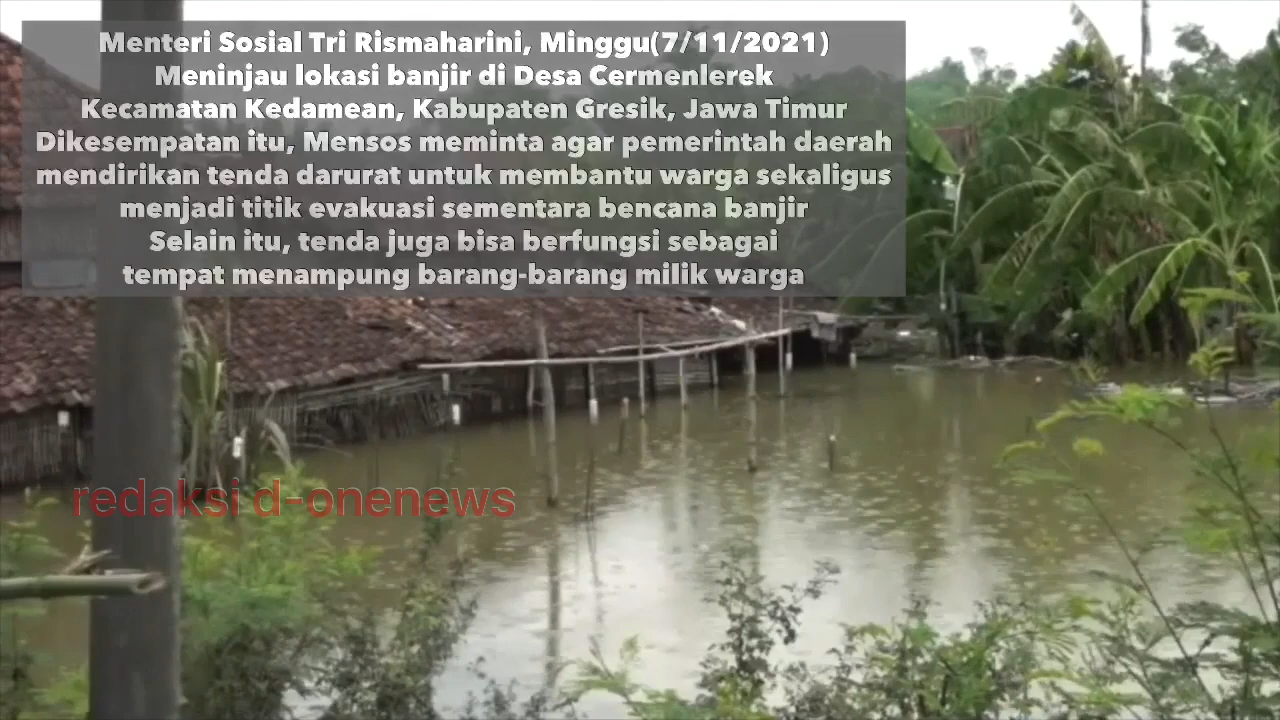 Menteri Sosial Tri Rismaharini, Minggu(7/11/2021)
Meninjau lokasi banjir di Desa Cermenlerek
Kecamatan Kedamean, Kabupaten Gresik, Jawa Timur
Dikesempatan itu, Mensos meminta agar pemerintah daerah
mendirikan tenda darurat untuk membantu warga sekaligus
menjadi titik evakuasi sementara bencana banjir
Selain itu, tenda juga bisa berfungsi sebagai
tempat menampung barang-barang milik warga
redaksi d-onenews